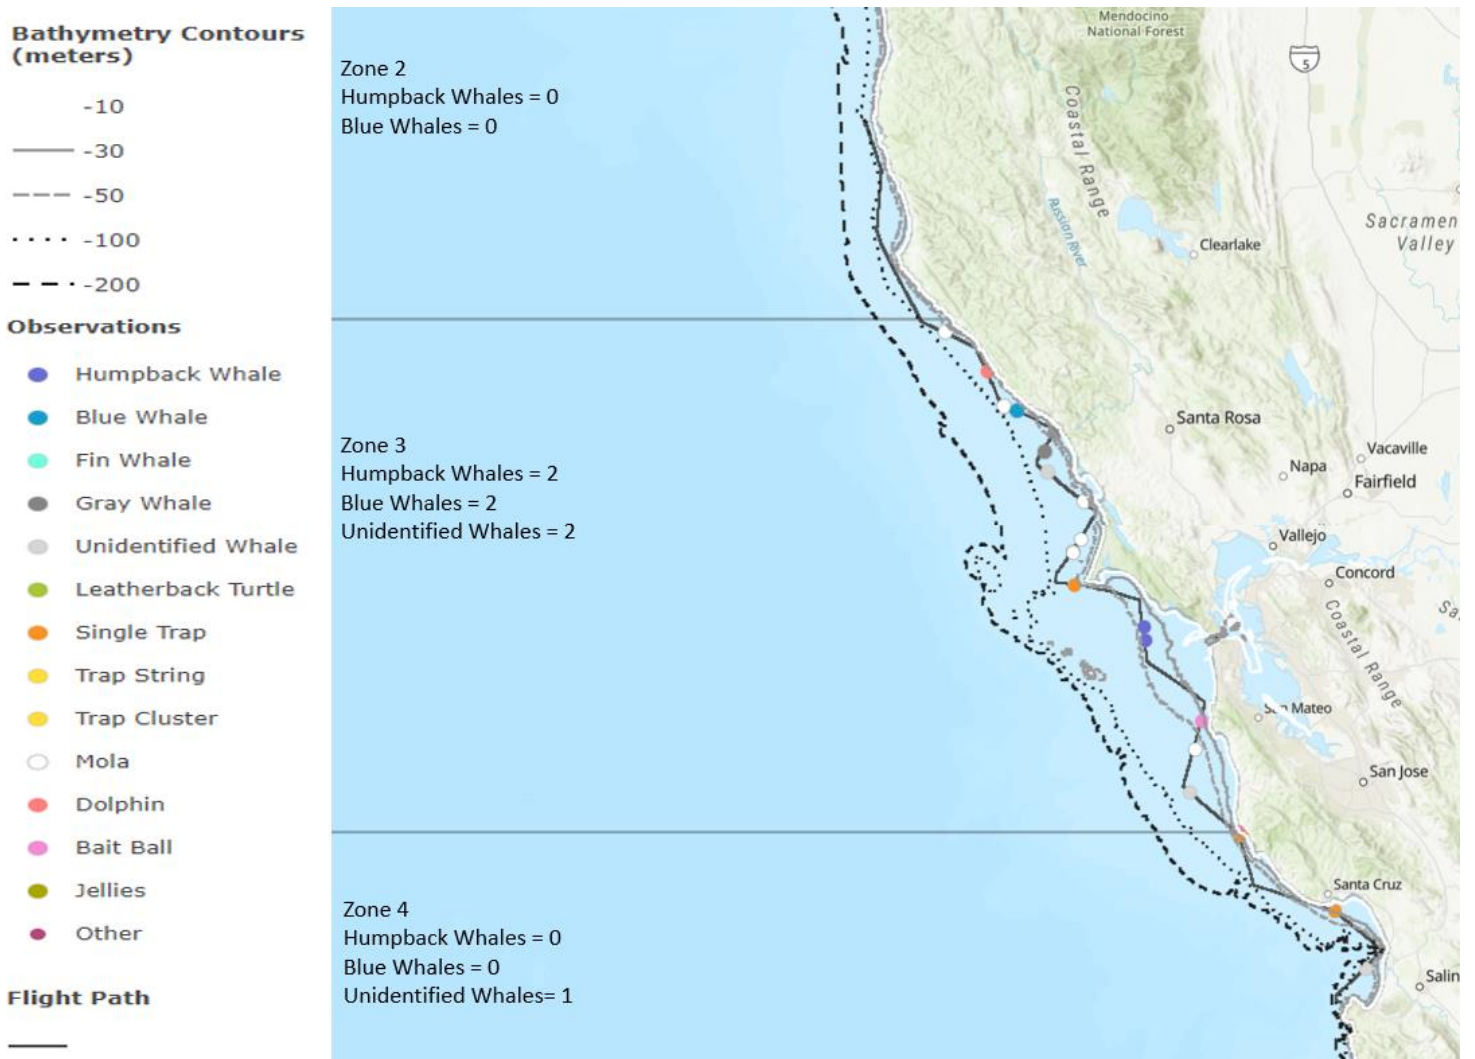 Bathymetry Contours
(meters)
-10
-30
-50
-100
-200
Observations
Humpback Whale
Blue Whale
Fin Whale
Gray Whale
Unidentified Whale
Leatherback Turtle
Single Trap
Trap String
Trap Cluster
Mola
Dolphin
Bait Ball
Jellies
Other
Flight Path
Zone 2
Humpback Whales = 0
Blue Whales = 0
Zone 3
Humpback Whales = 2
Blue Whales = 2
Unidentified Whales = 2
Zone 4
Humpback Whales = 0
Blue Whales = 0
Unidentified Whales= 1
Mendocino
National Forest
5
Coastal Range
Russian River
Clearlake
Sacramen
Valley
Santa Rosa
Napa
Vacaville
Fairfield
Vallejo
Concord
Coastal Range
Sa
San Mateo
San Jose
Santa Cruz
Salin